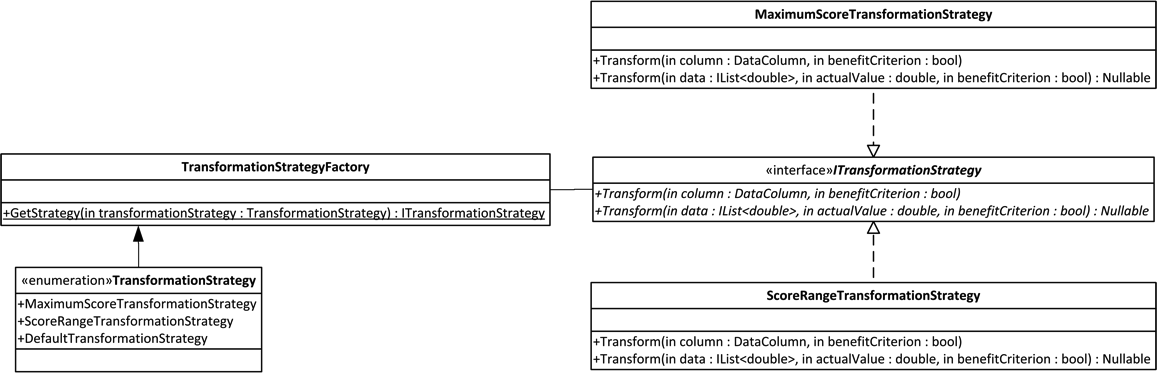 MaximumScoreTransformationStrategy
+Transform(in column : DataColumn, in benefitCriterion : bool)
+Transform(in data : IList<double>, in actualValue : double, in benefitCriterion : bool) : Nullable
TransformationStrategyFactory
+GetStrategy(in transformationStrategy : TransformationStrategy) : ITransformationStrategy
«interface»ITransformationStrategy
+Transform(in column : DataColumn, in benefitCriterion : bool)
+Transform(in data : IList<double>, in actualValue : double, in benefitCriterion : bool) : Nullable
«enumeration»TransformationStrategy
+MaximumScoreTransformationStrategy
+ScoreRangeTransformationStrategy
+DefaultTransformationStrategy
ScoreRangeTransformationStrategy
+Transform(in column : DataColumn, in benefitCriterion : bool)
+Transform(in data : IList<double>, in actualValue : double, in benefitCriterion : bool) : Nullable